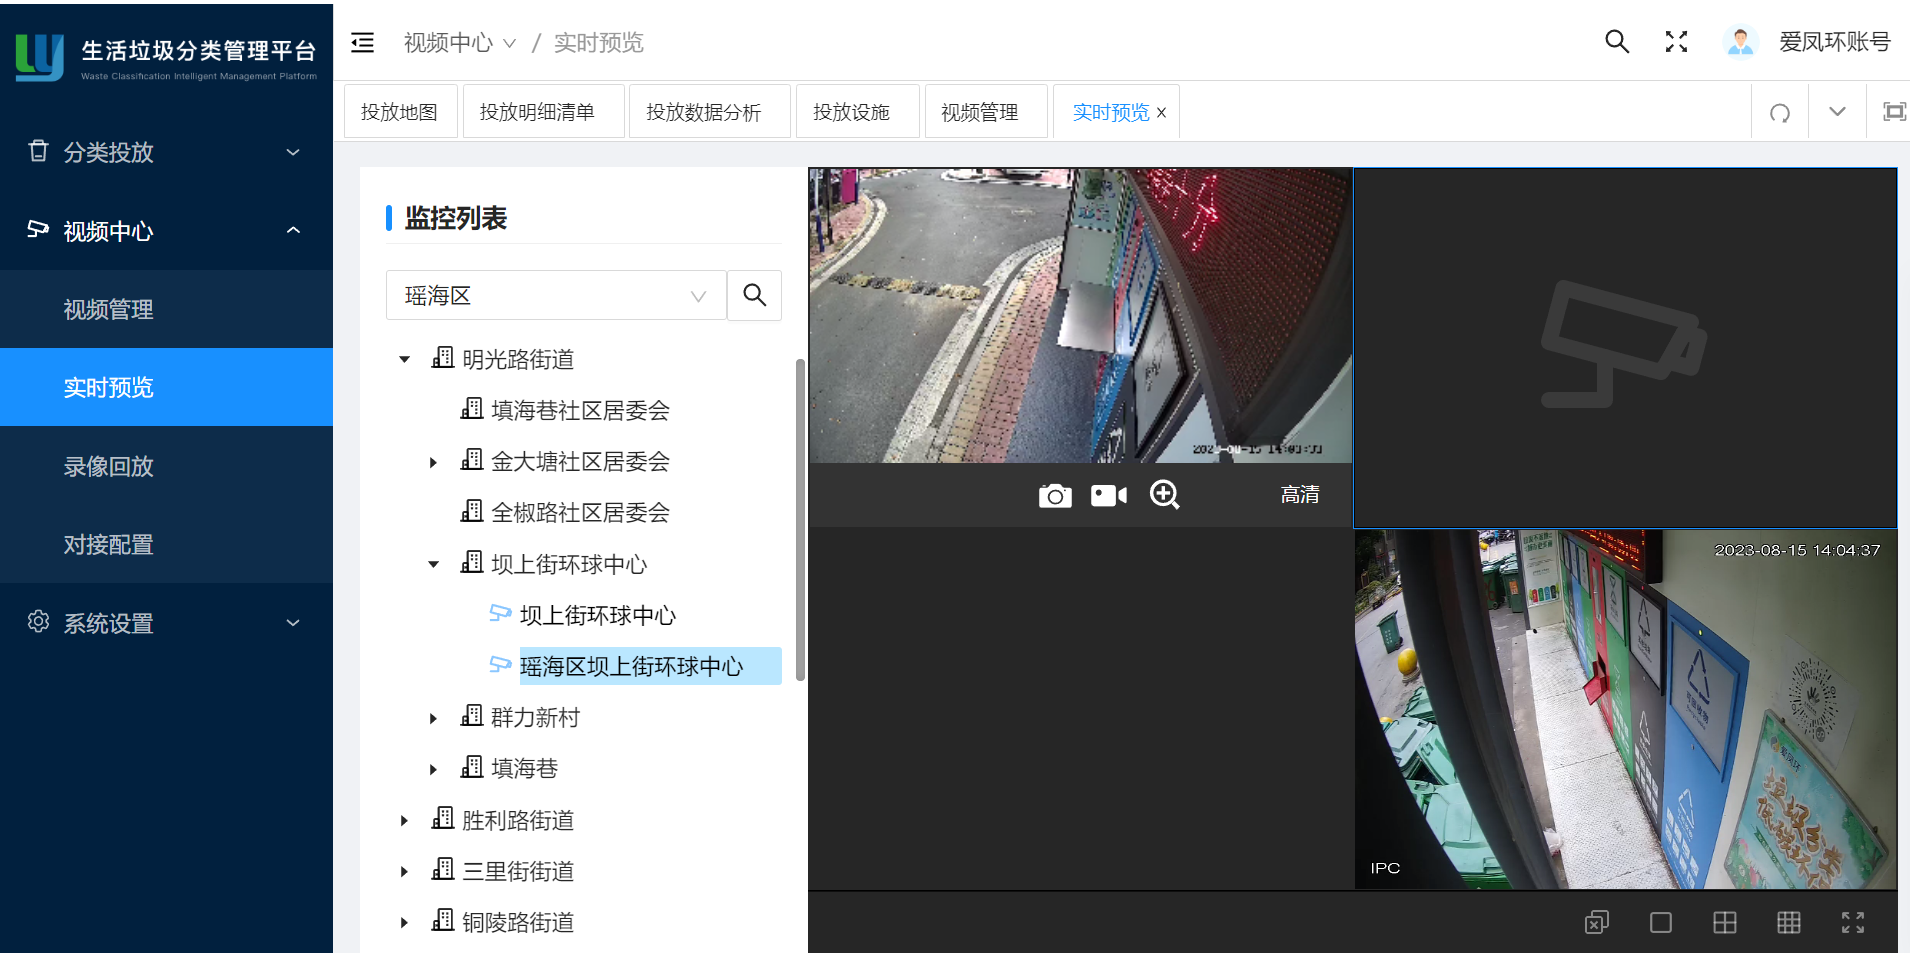 生活垃圾分类管理平台
Waste Classification Intelligent Management Platform
视频中心 / 实时预览
爱凤环账号
投放地图
投放明细清单
投放数据分析
投放设施
视频管理
实时预览 ×
分类投放
视频中心
视频管理
实时预览
录像回放
对接配置
系统设置
监控列表
瑶海区
明光路街道
填海巷社区居委会
金大塘社区居委会
全椒路社区居委会
坝上街环球中心
坝上街环球中心
瑶海区坝上街环球中心
群力新村
填海巷
胜利路街道
三里街街道
铜陵路街道
高清
2023-08-15 14:04:37
爱凤环
IPC